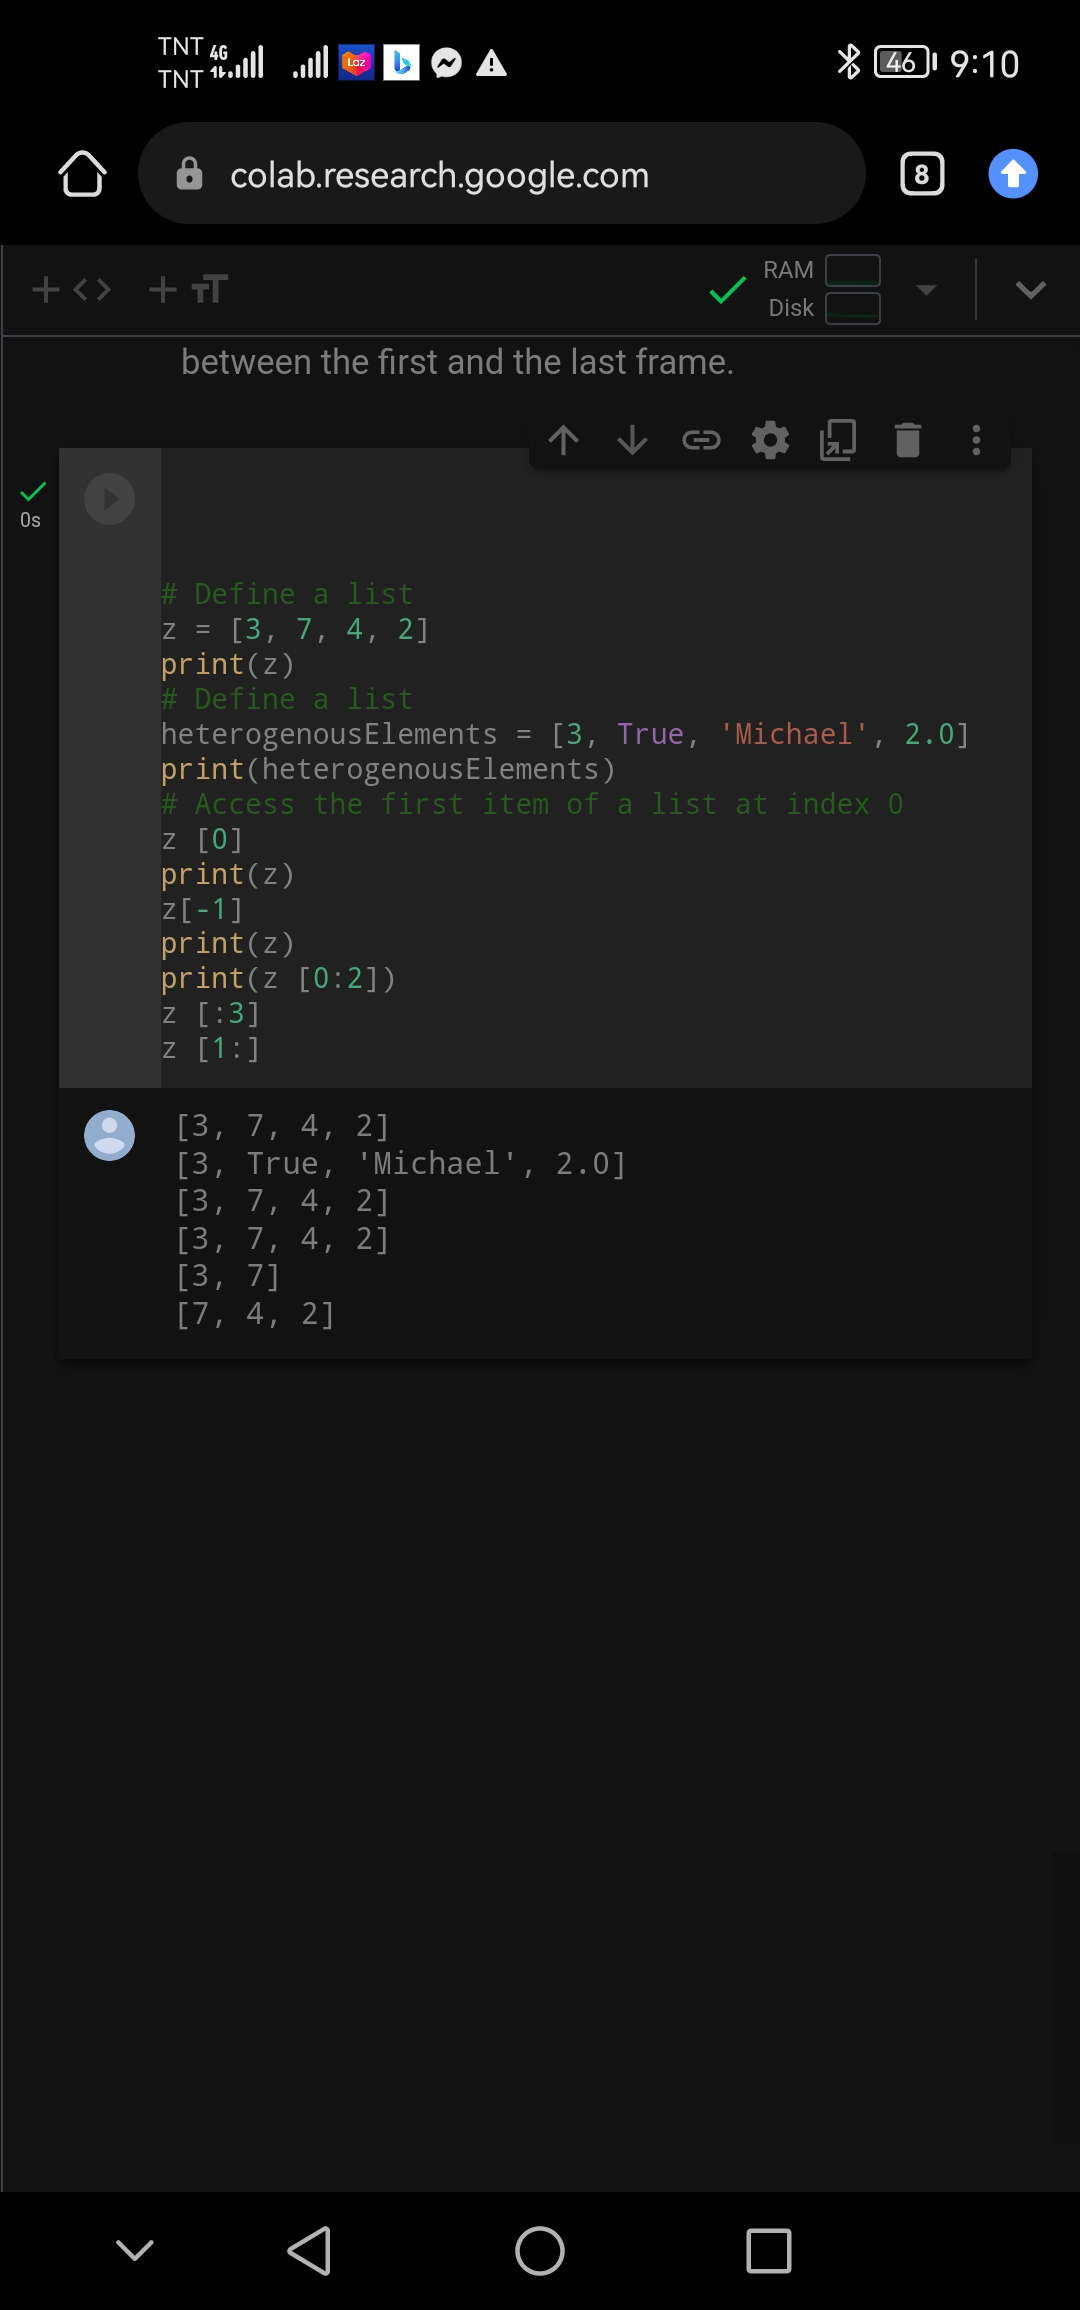 TNT 4G
TNT
Laz
46
9:10
colab.research.google.com
8
RAM
Disk
between the first and the last frame.
0s
# Define a list
z = [3, 7, 4, 2]
print(z)
# Define a list
heterogenousElements = [3, True, 'Michael', 2.0]
print(heterogenousElements)
# Access the first item of a list at index 0
z [0]
print(z)
z[-1]
print(z)
print(z [0:2])
z [:3]
z [1:]
[3, 7, 4, 2]
[3, True, 'Michael', 2.0]
[3, 7, 4, 2]
[3, 7, 4, 2]
[3, 7]
[7, 4, 2]